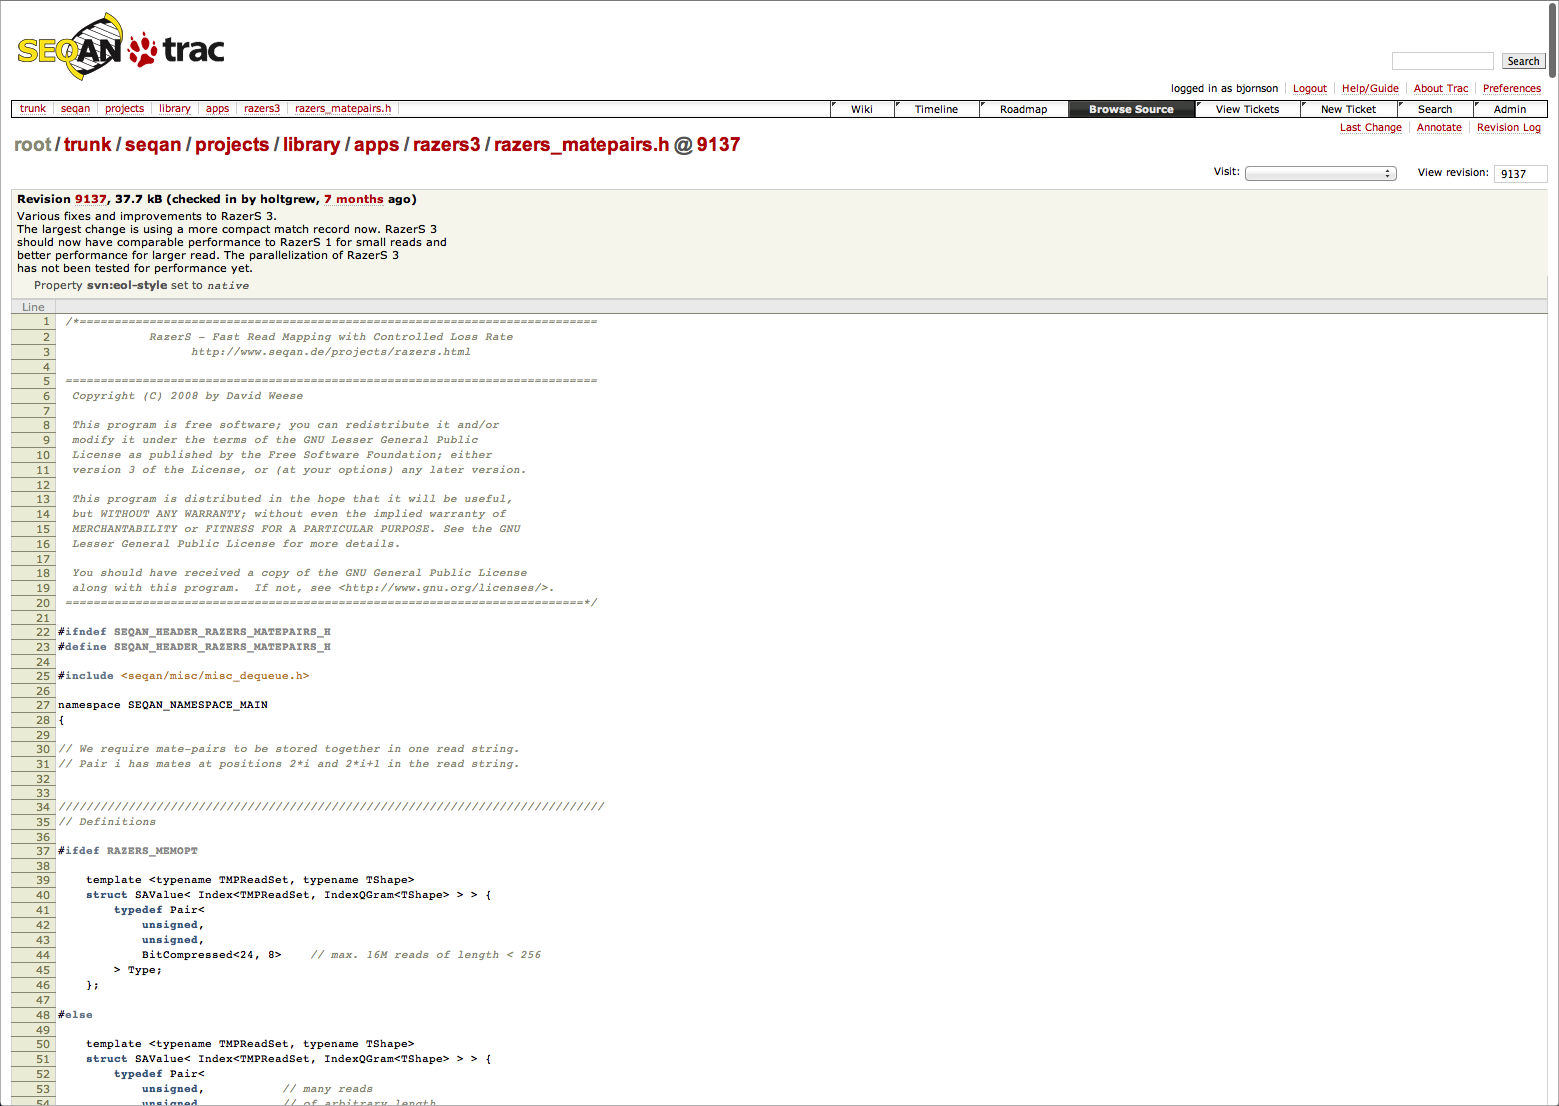 SEQAN trac
Search
logged in as bjornson Logout Help/Guide About Trac Preferences
trunk seqan projects library apps razers3 razers_matepairs.h
Wiki Timeline Roadmap Browse Source View Tickets New Ticket Search Admin
Last Change Annotate Revision Log
root / trunk / seqan / projects / library / apps / razers3 / razers_matepairs.h @ 9137
Visit: View revision: 9137
Revision 9137, 37.7 kB (checked in by holtgrew, 7 months ago)
Various fixes and improvements to RazerS 3.
The largest change is using a more compact match record now. RazerS 3
should now have comparable performance to RazerS 1 for small reads and
better performance for larger read. The parallelization of RazerS 3
has not been tested for performance yet.
Property svn:eol-style set to native
Line
1 /*==========================================================================
2 RazerS - Fast Read Mapping with Controlled Loss Rate
3 http://www.seqan.de/projects/razers.html
4
5 ============================================================================
6 Copyright (C) 2008 by David Weese
7
8 This program is free software; you can redistribute it and/or
9 modify it under the terms of the GNU Lesser General Public
10 License as published by the Free Software Foundation; either
11 version 3 of the License, or (at your options) any later version.
12
13 This program is distributed in the hope that it will be useful,
14 but WITHOUT ANY WARRANTY; without even the implied warranty of
15 MERCHANTABILITY or FITNESS FOR A PARTICULAR PURPOSE. See the GNU
16 Lesser General Public License for more details.
17
18 You should have received a copy of the GNU General Public License
19 along with this program.  If not, see <http://www.gnu.org/licenses/>.
20 ==========================================================================*/
21
22 #ifndef SEQAN_HEADER_RAZERS_MATEPAIRS_H
23 #define SEQAN_HEADER_RAZERS_MATEPAIRS_H
24
25 #include <seqan/misc/misc_dequeue.h>
26
27 namespace SEQAN_NAMESPACE_MAIN
28 {
29
30 // We require mate-pairs to be stored together in one read string.
31 // Pair i has mates at positions 2*i and 2*i+1 in the read string.
32
33
34 //////////////////////////////////////////////////////////////////////////////
35 // Definitions
36
37 #ifdef RAZERS_MEMOPT
38
39 template <typename TMPReadSet, typename TShape>
40 struct SAValue< Index<TMPReadSet, IndexQGram<TShape> > > {
41 typedef Pair<
42 unsigned,
43 unsigned,
44 BitCompressed<24, 8> // max. 16M reads of length < 256
45 > Type;
46 };
47
48 #else
49
50 template <typename TMPReadSet, typename TShape>
51 struct SAValue< Index<TMPReadSet, IndexQGram<TShape> > > {
52 typedef Pair<
53 unsigned, // many reads
54 unsigned // of arbitrary length